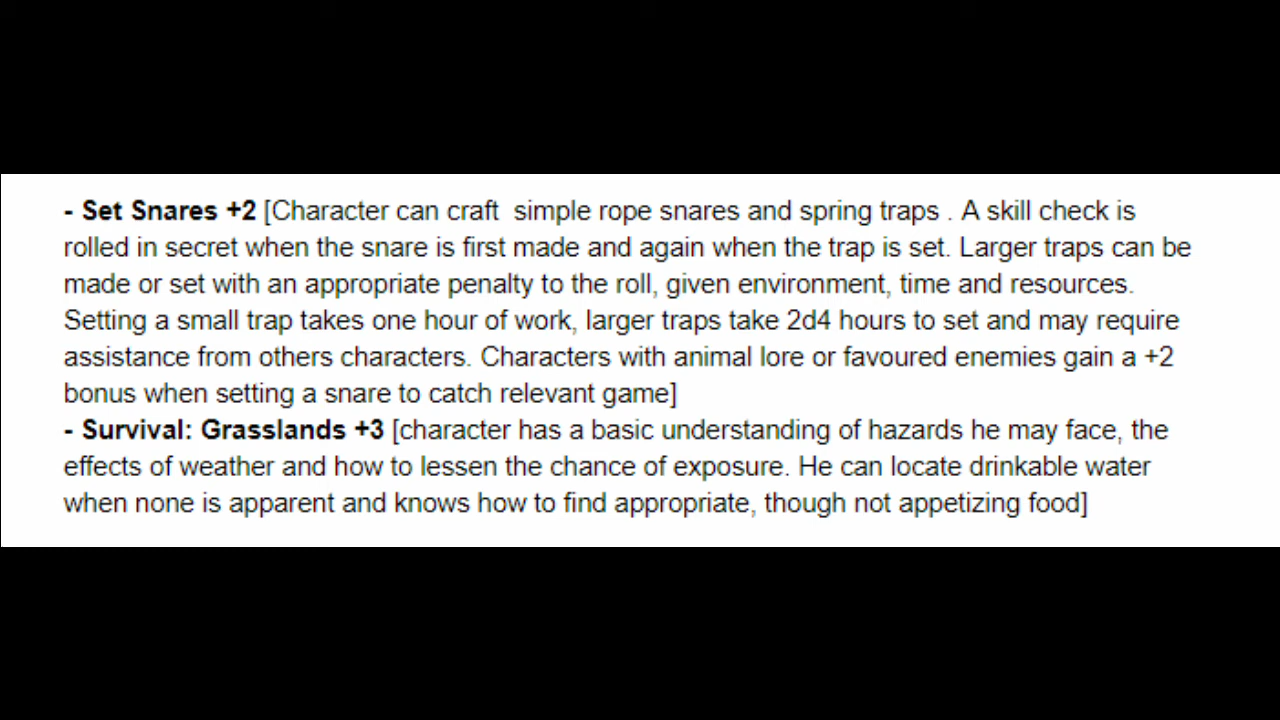 - Set Snares +2 [Character can craft  simple rope snares and spring traps . A skill check is
rolled in secret when the snare is first made and again when the trap is set. Larger traps can be
made or set with an appropriate penalty to the roll, given environment, time and resources.
Setting a small trap takes one hour of work, larger traps take 2d4 hours to set and may require
assistance from others characters. Characters with animal lore or favoured enemies gain a +2
bonus when setting a snare to catch relevant game]
- Survival: Grasslands +3 [character has a basic understanding of hazards he may face, the
effects of weather and how to lessen the chance of exposure. He can locate drinkable water
when none is apparent and knows how to find appropriate, though not appetizing food]